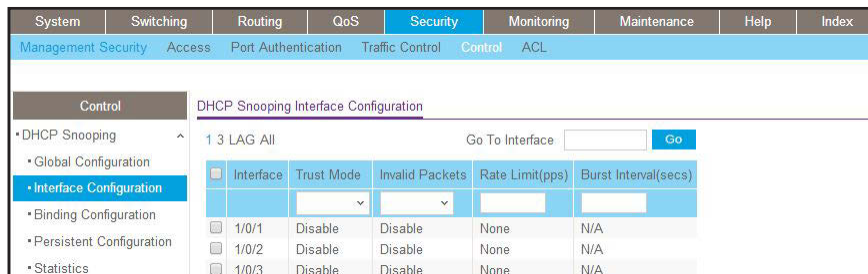 System Switching Routing QoS Security Monitoring Maintenance Help Index
Management Security Access Port Authentication Traffic Control Control ACL
Control
DHCP Snooping
Global Configuration
Interface Configuration
Binding Configuration
Persistent Configuration
Statistics
DHCP Snooping Interface Configuration
1 3 LAG All Go To Interface Go
Interface Trust Mode Invalid Packets Rate Limit(pps) Burst Interval(secs)
1/0/1 Disable Disable None N/A
1/0/2 Disable Disable None N/A
1/0/3 Disable Disable None N/A